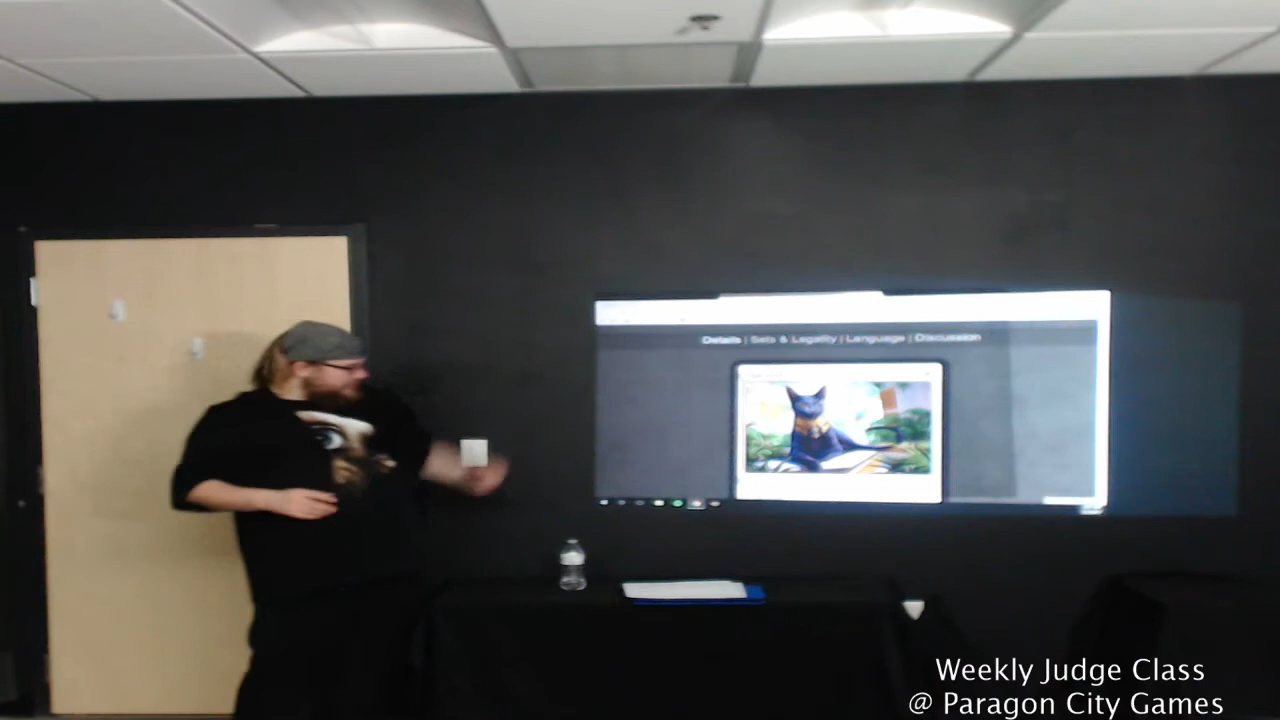 Details | Sets & Legality | Language | Discussion
Weekly Judge Class
@ Paragon City Games